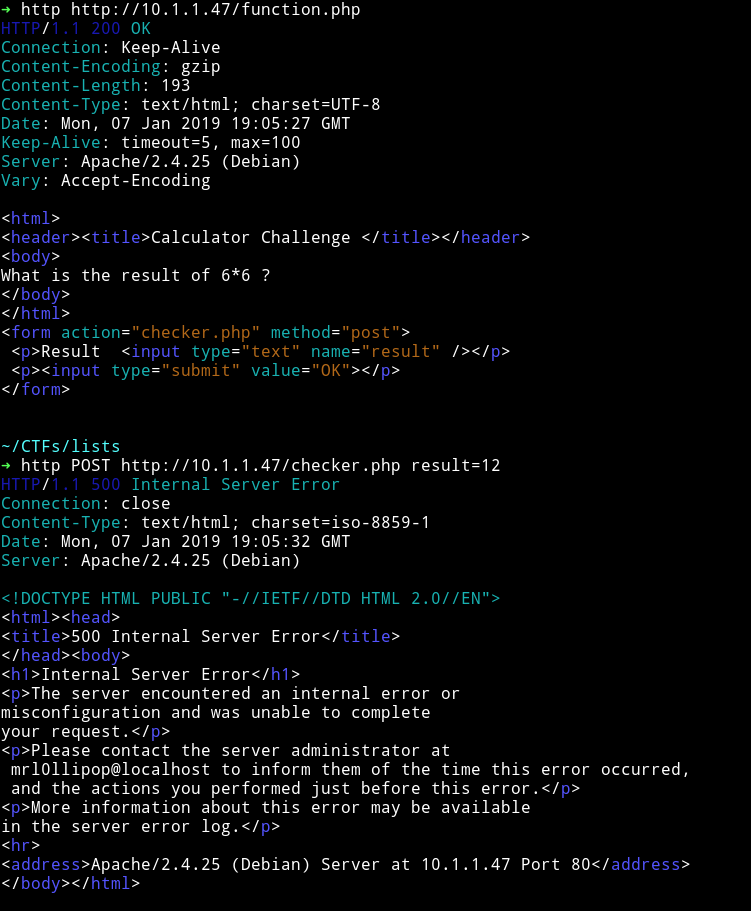 ➜ http http://10.1.1.47/function.php
HTTP/1.1 200 OK
Connection: Keep-Alive
Content-Encoding: gzip
Content-Length: 193
Content-Type: text/html; charset=UTF-8
Date: Mon, 07 Jan 2019 19:05:27 GMT
Keep-Alive: timeout=5, max=100
Server: Apache/2.4.25 (Debian)
Vary: Accept-Encoding

<html>
<header><title>Calculator Challenge </title></header>
<body>
What is the result of 6*6 ?
</body>
</html>
<form action="checker.php" method="post">
 <p>Result  <input type="text" name="result" /></p>
 <p><input type="submit" value="OK"></p>
</form>

~/CTFs/lists
➜ http POST http://10.1.1.47/checker.php result=12
HTTP/1.1 500 Internal Server Error
Connection: close
Content-Type: text/html; charset=iso-8859-1
Date: Mon, 07 Jan 2019 19:05:32 GMT
Server: Apache/2.4.25 (Debian)

<!DOCTYPE HTML PUBLIC "-//IETF//DTD HTML 2.0//EN">
<html><head>
<title>500 Internal Server Error</title>
</head><body>
<h1>Internal Server Error</h1>
<p>The server encountered an internal error or
misconfiguration and was unable to complete
your request.</p>
<p>Please contact the server administrator at
 mrl0llipop@localhost to inform them of the time this error occurred,
 and the actions you performed just before this error.</p>
<p>More information about this error may be available
in the server error log.</p>
<hr>
<address>Apache/2.4.25 (Debian) Server at 10.1.1.47 Port 80</address>
</body></html>